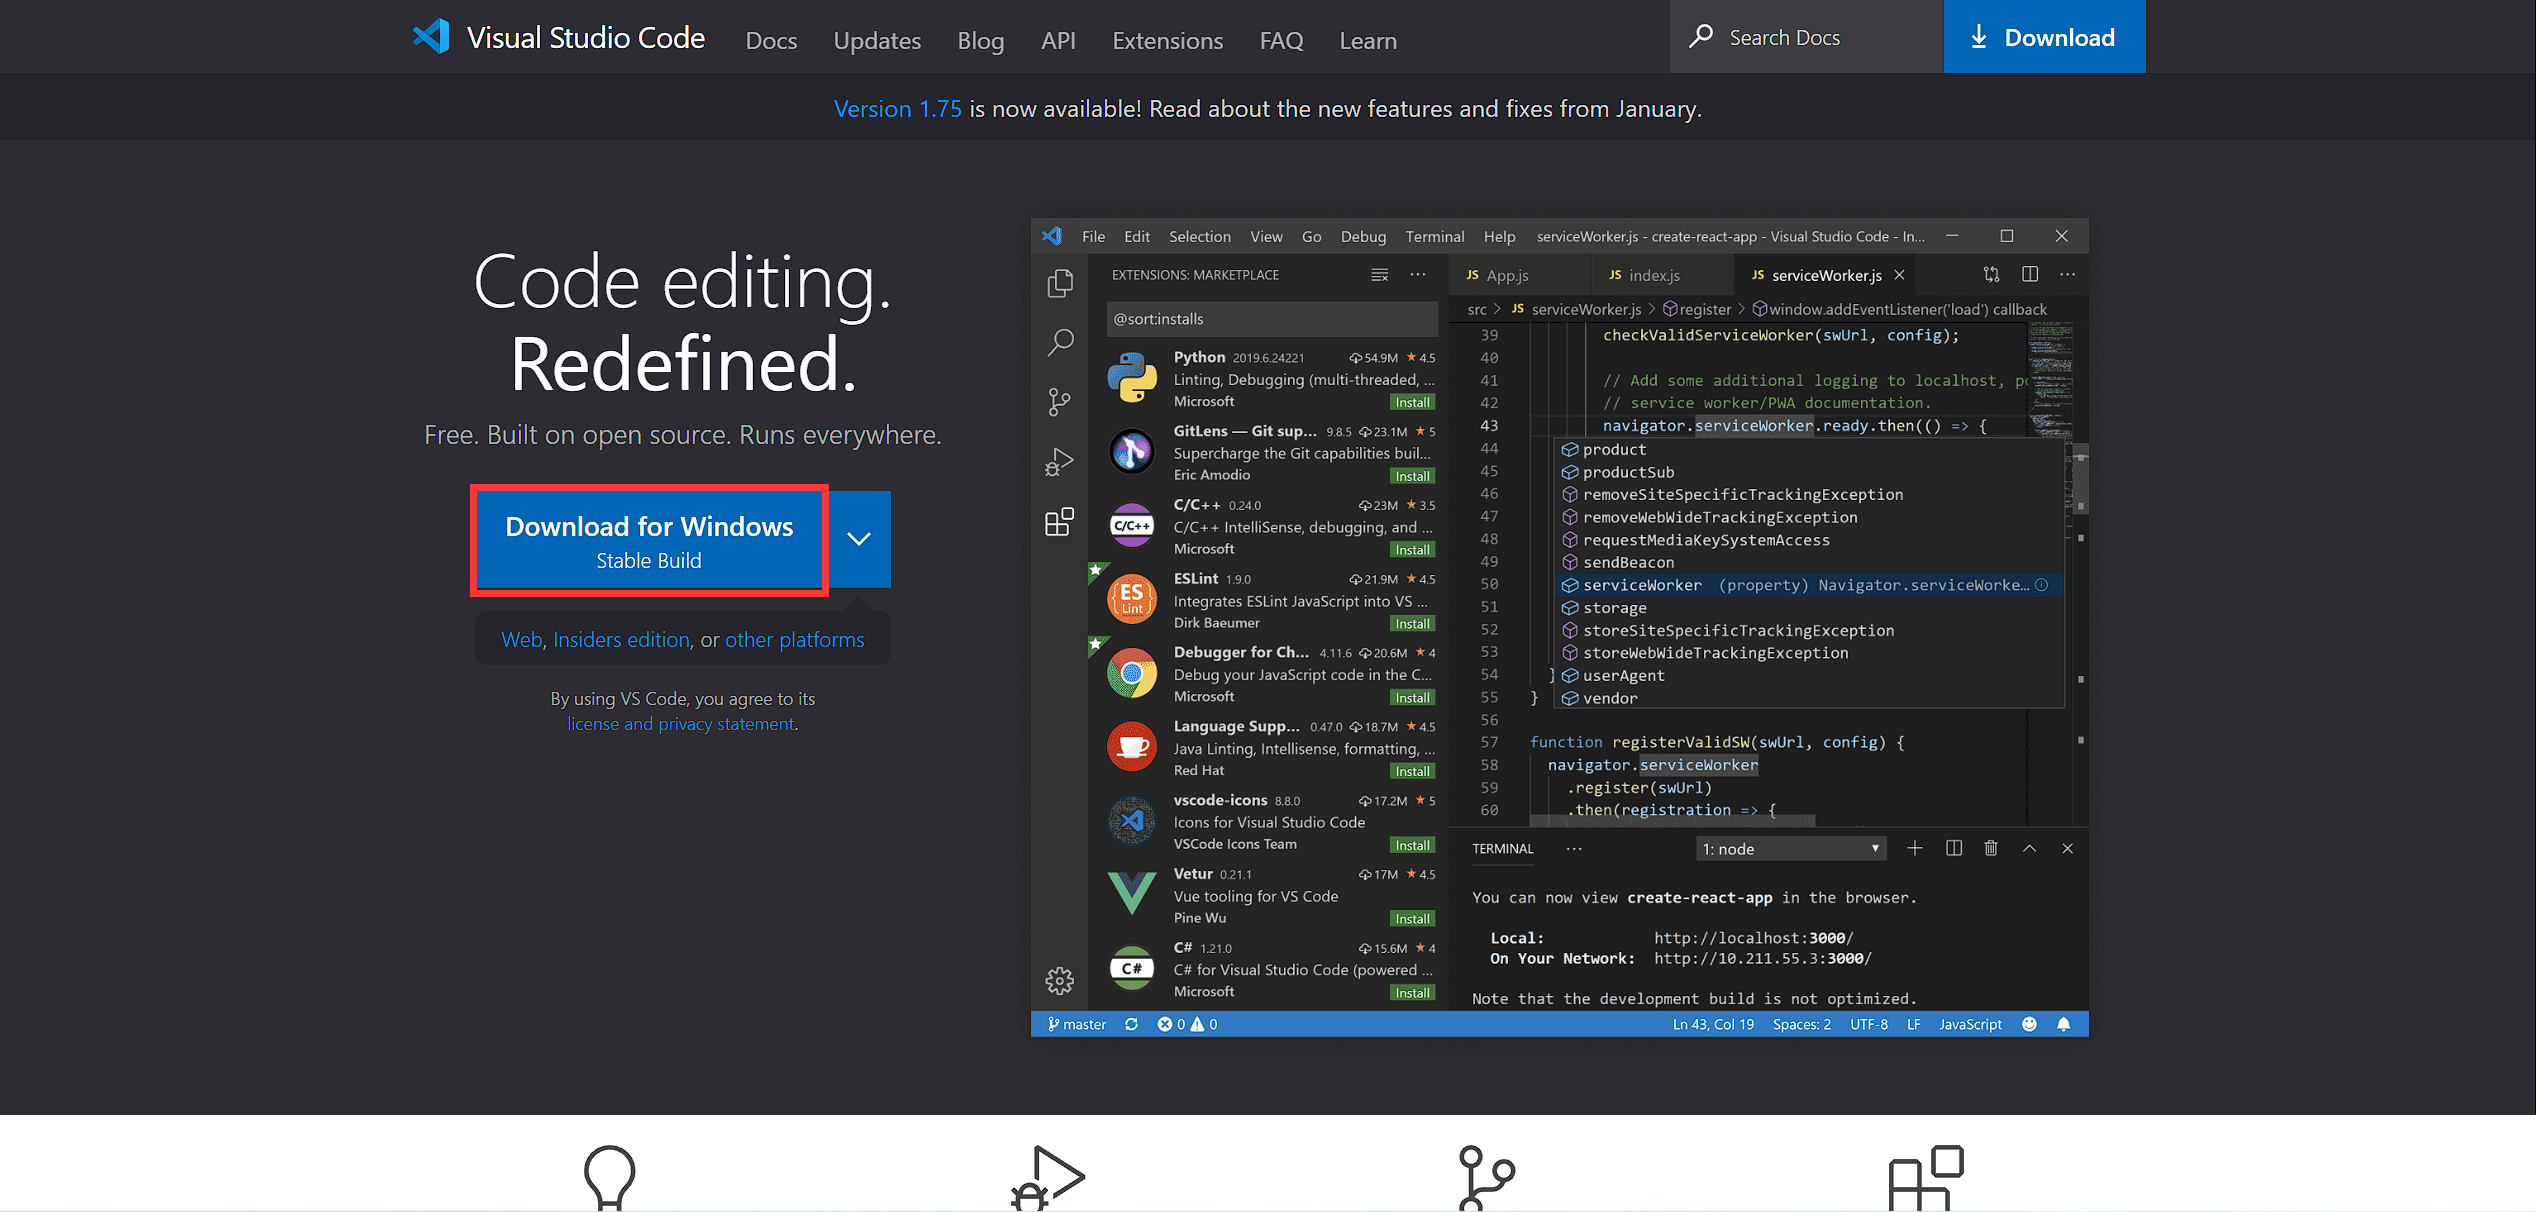 Visual Studio Code Docs Updates Blog API Extensions FAQ Learn Search Docs Download
Version 1.75 is now available! Read about the new features and fixes from January.
Code editing.
Redefined.
Free. Built on open source. Runs everywhere.
Download for Windows
Stable Build
Web, Insiders edition, or other platforms
By using VS Code, you agree to its
license and privacy statement.
File Edit Selection View Go Debug Terminal Help serviceWorker.js - create-react-app - Visual Studio Code - In...
EXTENSIONS: MARKETPLACE
@sort:installs
Python 2019.6.24221 54.9M 4.5
Linting, Debugging (multi-threaded, ...
Microsoft Install
GitLens — Git sup... 9.8.5 23.1M 5
Supercharge the Git capabilities buil...
Eric Amodio Install
C/C++
C/C++ 0.24.0 23M 3.5
C/C++ IntelliSense, debugging, and ...
Microsoft Install
ES
Lint
ESLint 1.9.0 21.9M 4.5
Integrates ESLint JavaScript into VS ...
Dirk Baeumer Install
Debugger for Ch... 4.11.6 20.6M 4
Debug your JavaScript code in the C...
Microsoft Install
Language Supp... 0.47.0 18.7M 4.5
Java Linting, Intellisense, formatting, ...
Red Hat Install
vscode-icons 8.8.0 17.2M 5
Icons for Visual Studio Code
VSCode Icons Team Install
Vetur 0.21.1 17M 4.5
Vue tooling for VS Code
Pine Wu Install
C#
C# 1.21.0 15.6M 4
C# for Visual Studio Code (powered ...
Microsoft Install
JS App.js JS index.js JS serviceWorker.js
src > JS serviceWorker.js > register > window.addEventListener('load') callback
39 checkValidServiceWorker(swUrl, config);
40
41 // Add some additional logging to localhost, po
42 // service worker/PWA documentation.
43 navigator.serviceWorker.ready.then(() => {
44 product
45 productSub
46 removeSiteSpecificTrackingException
47 removeWebWideTrackingException
48 requestMediaKeySystemAccess
49 sendBeacon
50 serviceWorker (property) Navigator.serviceWorke...
51 storage
52 storeSiteSpecificTrackingException
53 storeWebWideTrackingException
54 } userAgent
55 } vendor
56
57 function registerValidSW(swUrl, config) {
58 navigator.serviceWorker
59 .register(swUrl)
60 .then(registration => {
TERMINAL ... 1: node
You can now view create-react-app in the browser.
Local: http://localhost:3000/
On Your Network: http://10.211.55.3:3000/
Note that the development build is not optimized.
master 0 0 Ln 43, Col 19 Spaces: 2 UTF-8 LF JavaScript